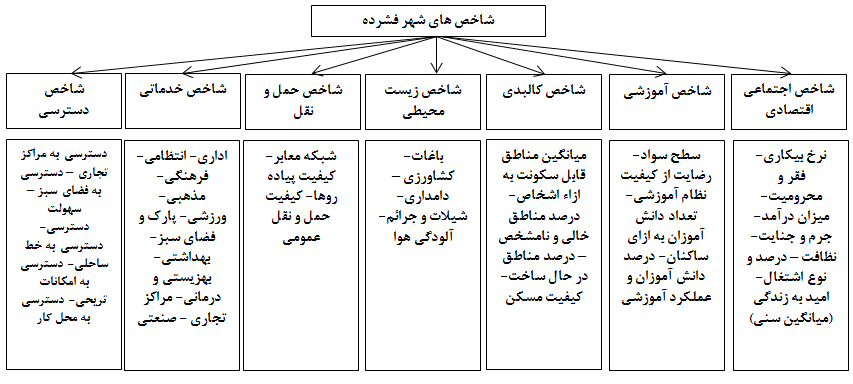 شاخص های شهر فشرده
شاخص اجتماعی
اقتصادی
شاخص آموزشی
شاخص کالبدی
شاخص زیست
محیطی
شاخص حمل و
نقل
شاخص خدماتی
شاخص
دسترسی
نرخ بیکاری-
فقر و
محرومیت-
میزان درآمد-
جرم و جنایت-
نظافت – درصد و
نوع اشتغال-
امید به زندگی
(میانگین سنی)
سطح سواد-
رضایت از کیفیت
نظام آموزشی-
تعداد دانش
آموزان به ازای
ساکنان- درصد
دانش آموزان و
عملکرد آموزشی
میانگین مناطق
قابل سکونت به
ازاء اشخاص-
درصد مناطق
خالی و نامشخص
– درصد مناطق
در حال ساخت-
کیفیت مسکن
باغات-
کشاورزی –
دامداری-
شیلات و جرائم-
آلودگی هوا
شبکه معابر-
کیفیت پیاده
روها- کیفیت
حمل و نقل
عمومی
اداری- انتظامی-
فرهنگی-
مذهبی-
ورزشی- پارک و
فضای سبز-
بهداشتی-
بهزیستی و
درمانی- مراکز
تجاری – صنعتی
دسترسی به مراکز
تجاری – دسترسی
به فضای سبز –
سهولت
دسترسی-
دسترسی به خط
ساحلی- دسترسی
به امکانات
تریحی- دسترسی
به محل کار